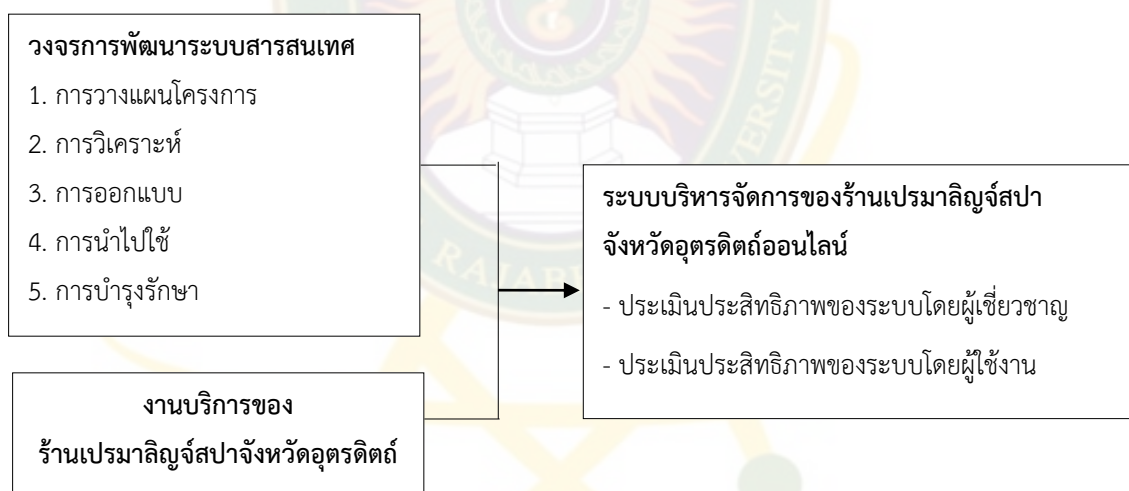 วงจรการพัฒนาระบบสารสนเทศ
1. การวางแผนโครงการ
2. การวิเคราะห์
3. การออกแบบ
4. การนำไปใช้
5. การบำรุงรักษา
งานบริการของ
ร้านเปรมาลิญจ์สปาจังหวัดอุตรดิตถ์
ระบบบริหารจัดการของร้านเปรมาลิญจ์สปา
จังหวัดอุตรดิตถ์ออนไลน์
- ประเมินประสิทธิภาพของระบบโดยผู้เชี่ยวชาญ
- ประเมินประสิทธิภาพของระบบโดยผู้ใช้งาน